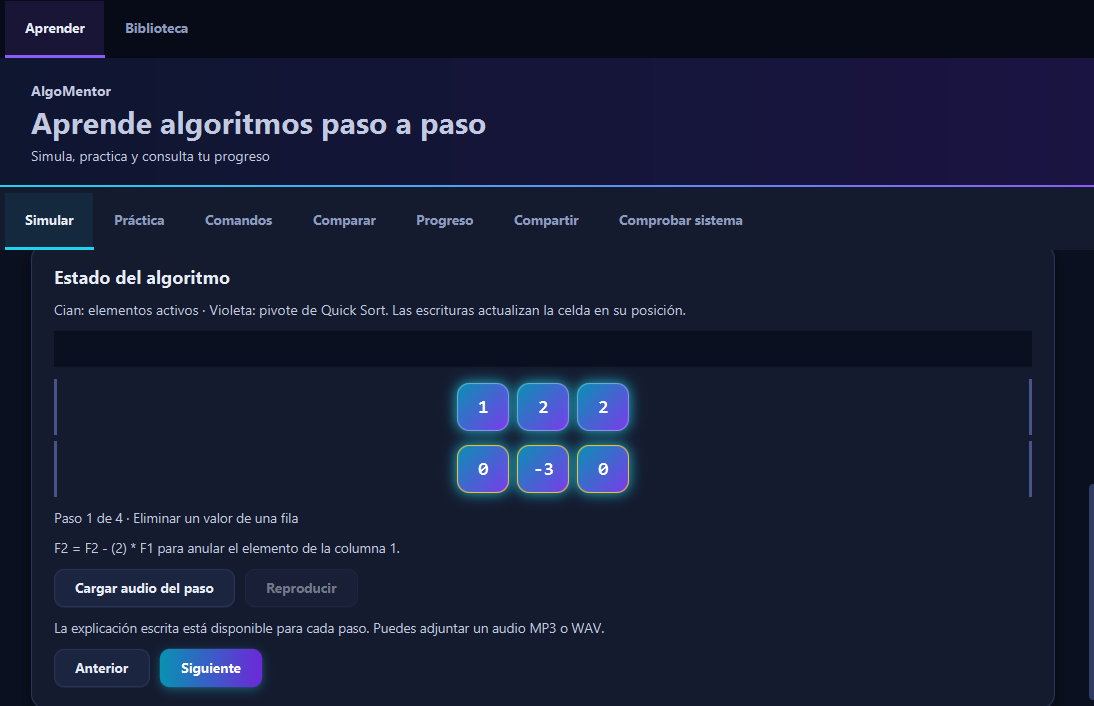 Aprender Biblioteca
AlgoMentor
Aprende algoritmos paso a paso
Simula, practica y consulta tu progreso
Simular Práctica Comandos Comparar Progreso Compartir Comprobar sistema
Estado del algoritmo
Cian: elementos activos · Violeta: pivote de Quick Sort. Las escrituras actualizan la celda en su posición.
1 2 2
0 -3 0
Paso 1 de 4 · Eliminar un valor de una fila
F2 = F2 - (2) * F1 para anular el elemento de la columna 1.
Cargar audio del paso Reproducir
La explicación escrita está disponible para cada paso. Puedes adjuntar un audio MP3 o WAV.
Anterior Siguiente